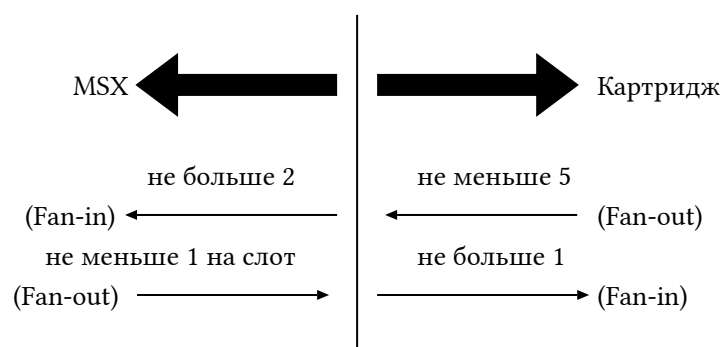 MSX Картридж
не больше 2 не меньше 5
(Fan-in) (Fan-out)
не меньше 1 на слот не больше 1
(Fan-out) (Fan-in)